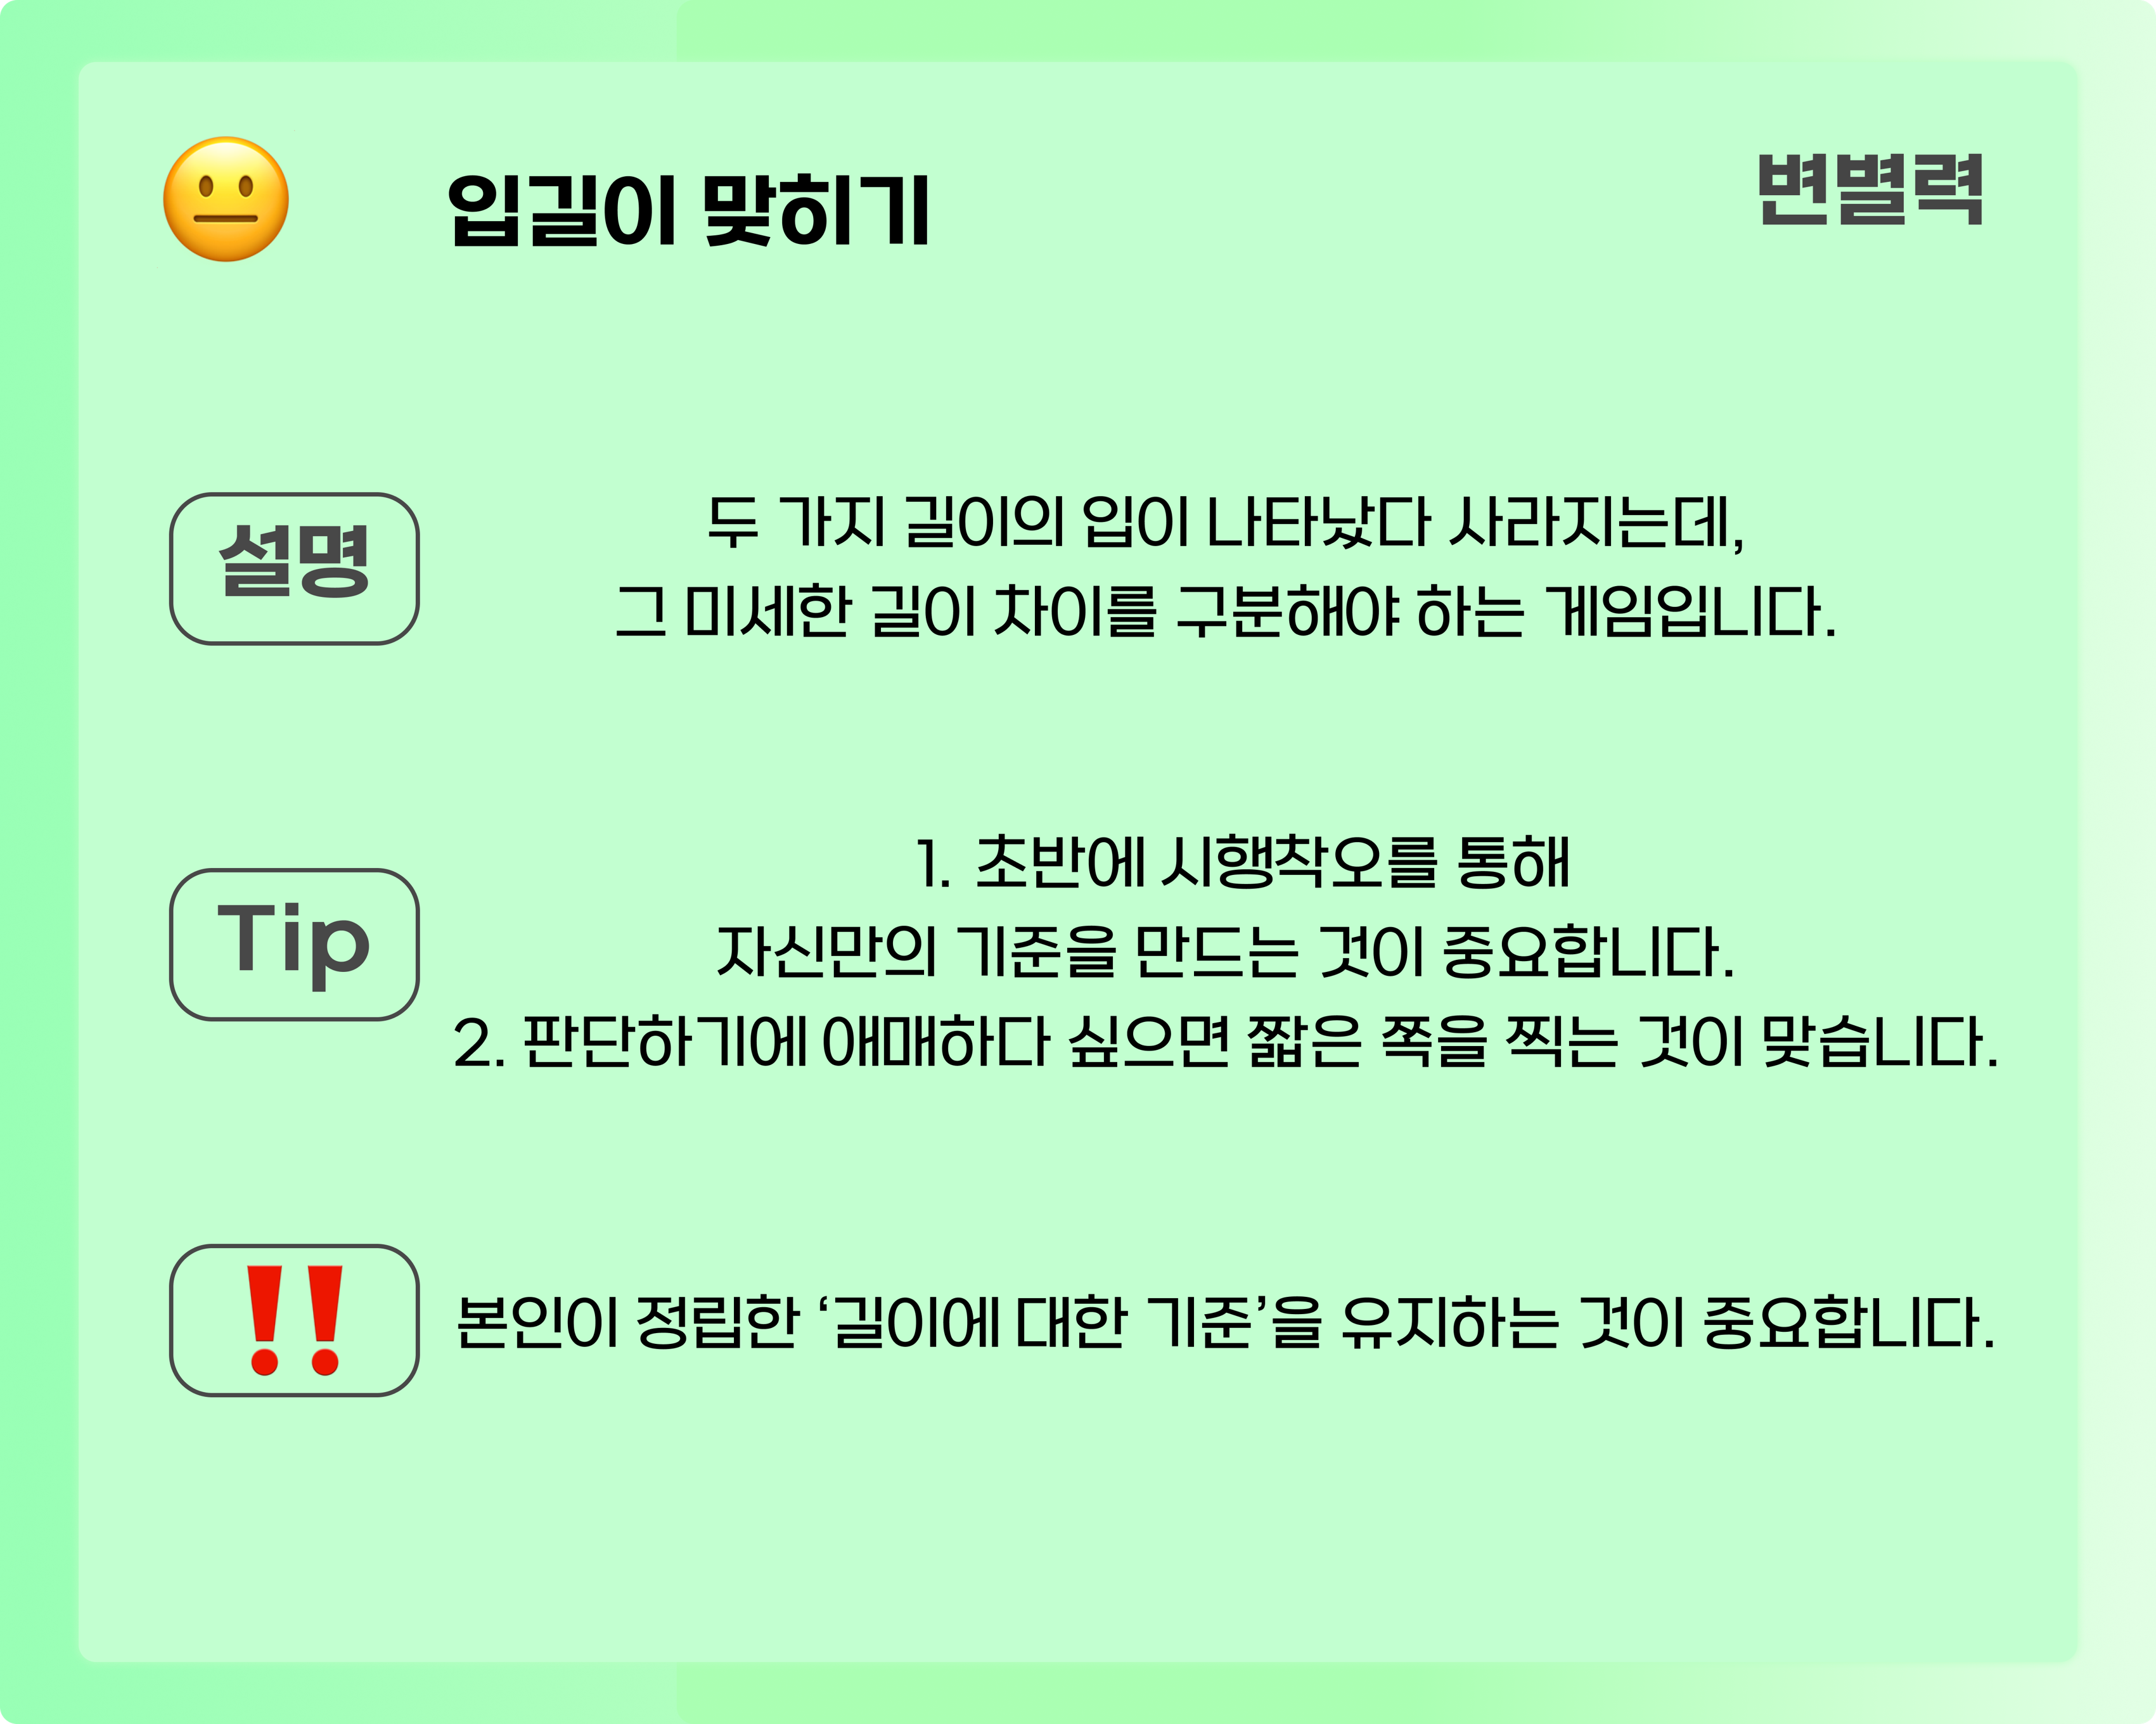 입길이 맞히기
변별력
설명
두 가지 길이의 입이 나타났다 사라지는데,
그 미세한 길이 차이를 구분해야 하는 게임입니다.
Tip
1. 초반에 시행착오를 통해
자신만의 기준을 만드는 것이 중요합니다.
2. 판단하기에 애매하다 싶으면 짧은 쪽을 찍는 것이 맞습니다.
‼
본인이 정립한 ‘길이에 대한 기준’을 유지하는 것이 중요합니다.